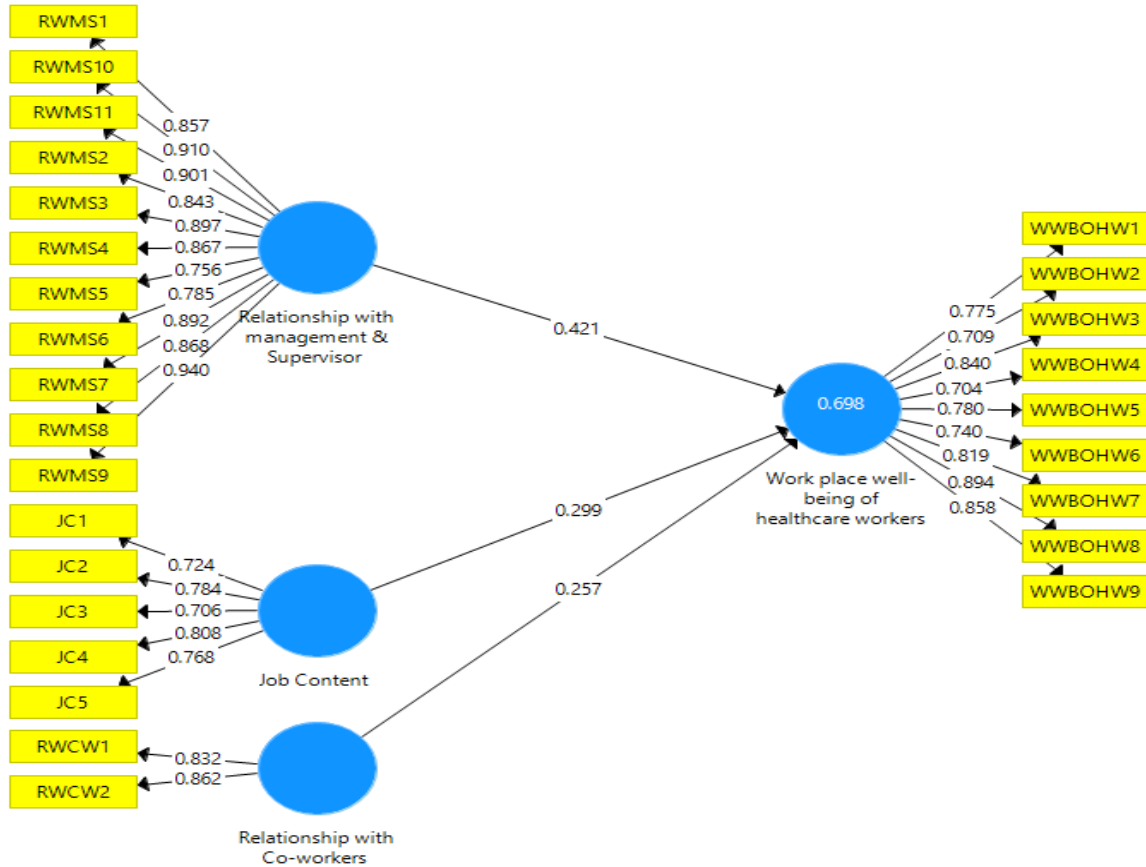 RWMS1
RWMS10
RWMS11
RWMS2
RWMS3
RWMS4
RWMS5
RWMS6
RWMS7
RWMS8
RWMS9
0.857
0.910
0.901
0.843
0.897
0.867
0.756
0.785
0.892
0.868
0.940
Relationship with
management &
Supervisor
JC1
JC2
JC3
JC4
JC5
0.724
0.784
0.706
0.808
0.768
Job Content
RWCW1
RWCW2
0.832
0.862
Relationship with
Co-workers
0.421
0.299
0.257
0.698
Work place well-
being of
healthcare workers
0.775
0.709
0.840
0.704
0.780
0.740
0.819
0.894
0.858
WWBOHW1
WWBOHW2
WWBOHW3
WWBOHW4
WWBOHW5
WWBOHW6
WWBOHW7
WWBOHW8
WWBOHW9